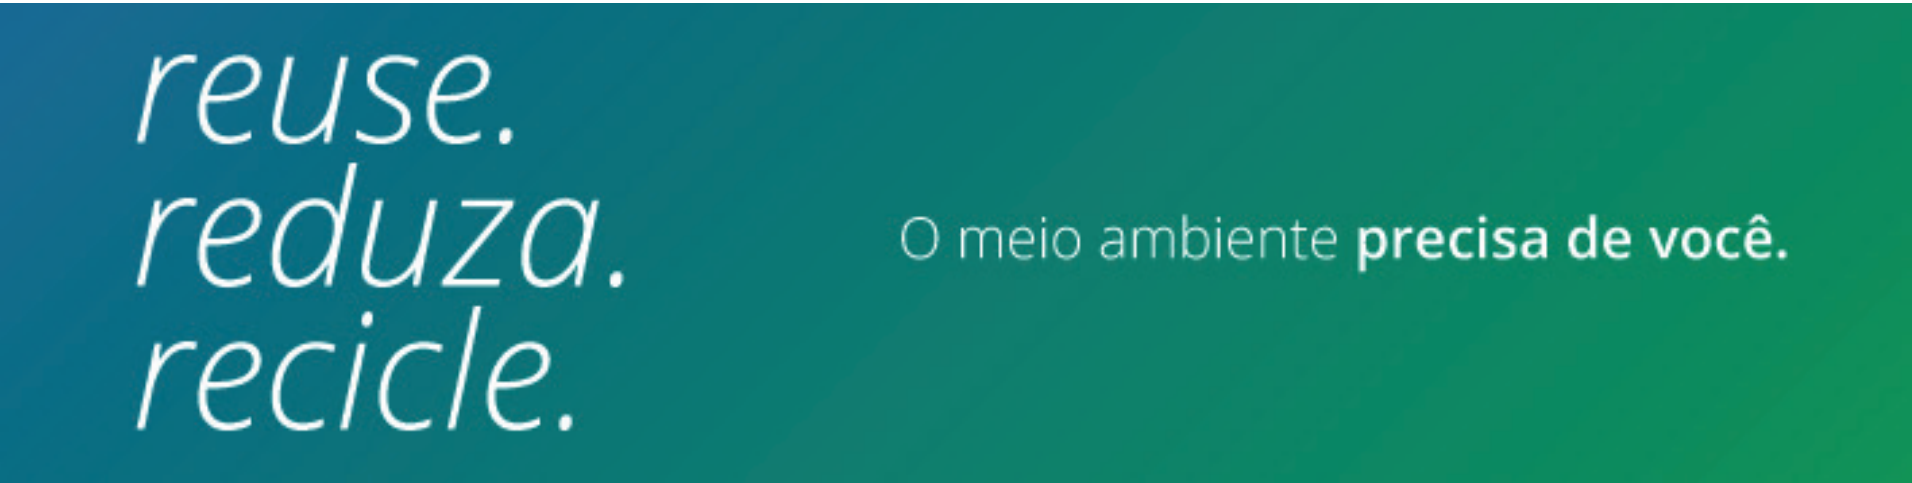 reuse.
reduza.
recicle.
O meio ambiente precisa de você.